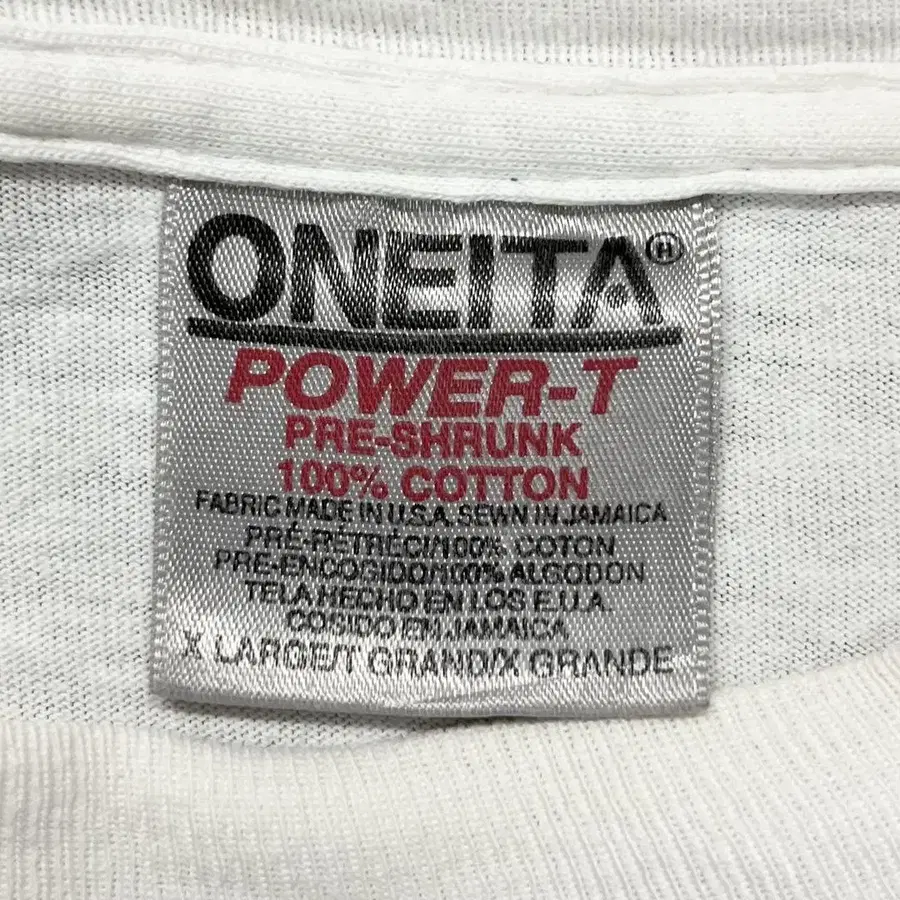 ONEITA®
POWER-T
PRE-SHRUNK
100% COTTON
FABRIC MADE IN U.S.A. SEWN IN JAMAICA
PRÉ-RÉTRÉCI/100% COTON
PRE-ENCOGIDO/100% ALGODON
TELA HECHO EN LOS E.U.A.
COSIDO EN JAMAICA
X LARGE/T GRAND/X GRANDE